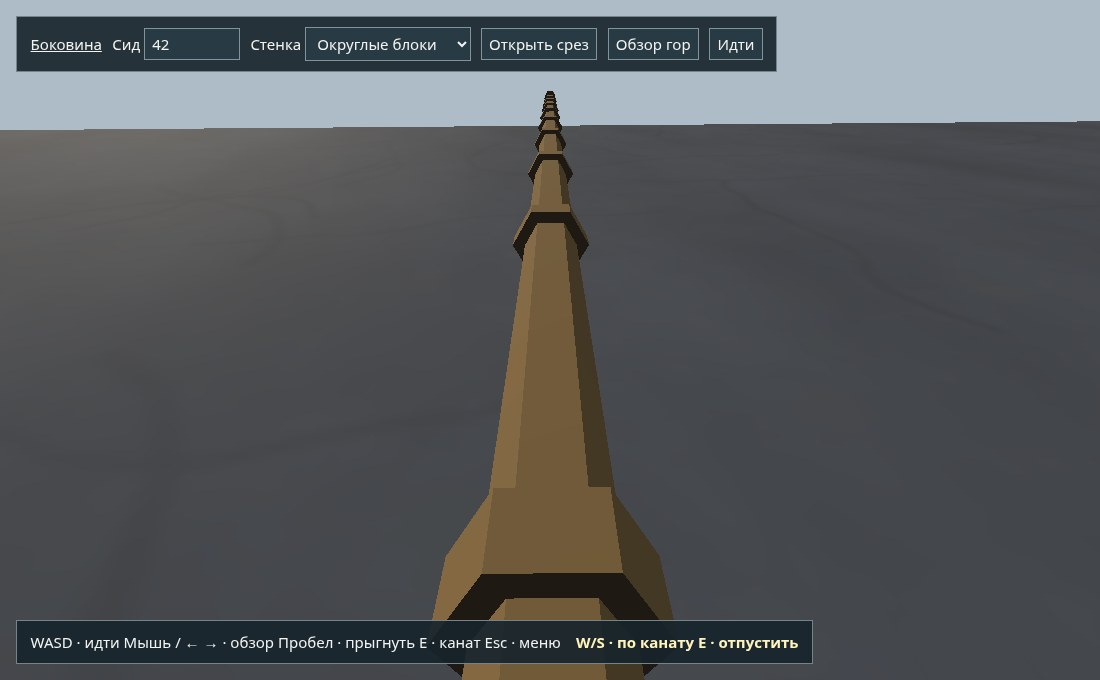 Боковина Сид 42 Стенка Округлые блоки Открыть срез Обзор гор Идти
WASD · идти Мышь / ← → · обзор Пробел · прыгнуть E · канат Esc · меню W/S · по канату E · отпустить